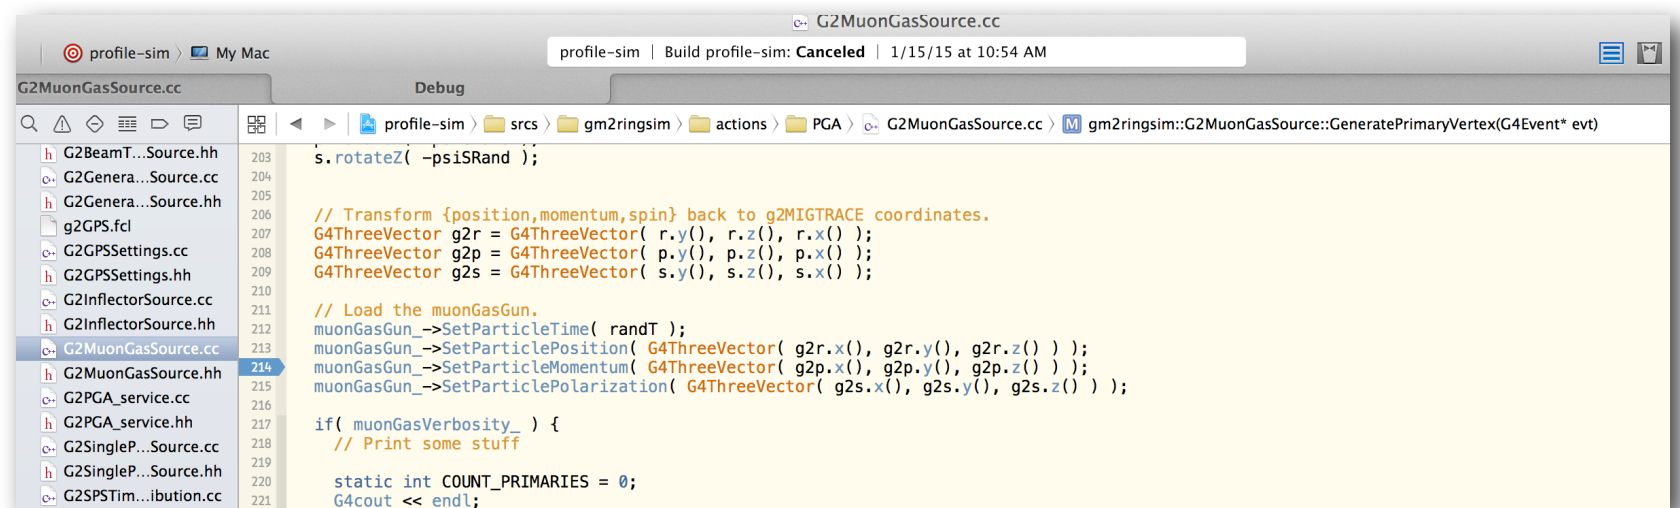 G2MuonGasSource.cc
profile-sim My Mac
profile-sim | Build profile-sim: Canceled | 1/15/15 at 10:54 AM
G2MuonGasSource.cc Debug
profile-sim srcs gm2ringsim actions PGA G2MuonGasSource.cc M gm2ringsim::G2MuonGasSource::GeneratePrimaryVertex(G4Event* evt)
h G2BeamT...Source.hh
c++ G2Genera...Source.cc
h G2Genera...Source.hh
g2GPS.fcl
c++ G2GPSSettings.cc
h G2GPSSettings.hh
c++ G2InflectorSource.cc
h G2InflectorSource.hh
c++ G2MuonGasSource.cc
h G2MuonGasSource.hh
c++ G2PGA_service.cc
h G2PGA_service.hh
c++ G2SingleP...Source.cc
h G2SingleP...Source.hh
c++ G2SPSTim...ibution.cc
203 s.rotateZ( -psiSRand );
204
205
206 // Transform {position,momentum,spin} back to g2MIGTRACE coordinates.
207 G4ThreeVector g2r = G4ThreeVector( r.y(), r.z(), r.x() );
208 G4ThreeVector g2p = G4ThreeVector( p.y(), p.z(), p.x() );
209 G4ThreeVector g2s = G4ThreeVector( s.y(), s.z(), s.x() );
210
211 // Load the muonGasGun.
212 muonGasGun_->SetParticleTime( randT );
213 muonGasGun_->SetParticlePosition( G4ThreeVector( g2r.x(), g2r.y(), g2r.z() ) );
214 muonGasGun_->SetParticleMomentum( G4ThreeVector( g2p.x(), g2p.y(), g2p.z() ) );
215 muonGasGun_->SetParticlePolarization( G4ThreeVector( g2s.x(), g2s.y(), g2s.z() ) );
216
217 if( muonGasVerbosity_ ) {
218 // Print some stuff
219
220 static int COUNT_PRIMARIES = 0;
221 G4cout << endl;